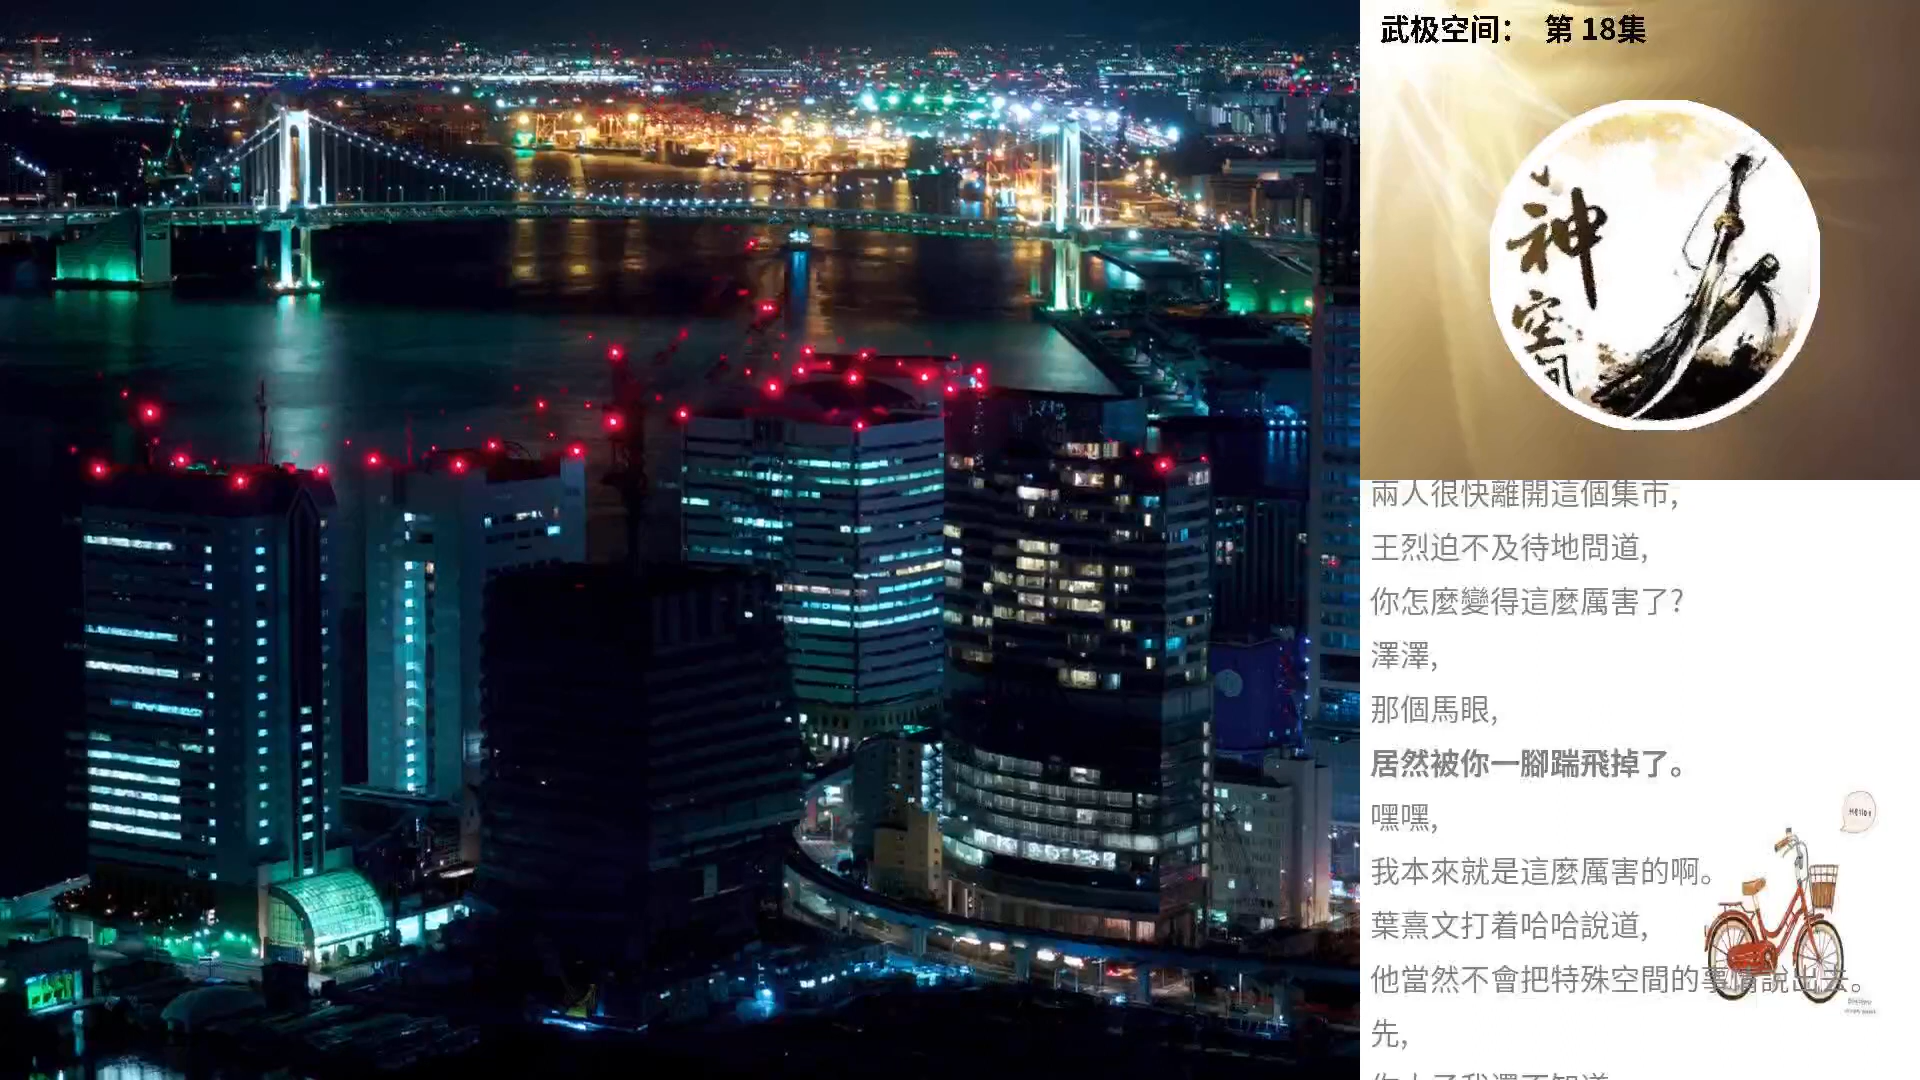 武极空间： 第 18集
神
空
间
兩人很快離開這個集市,
王烈迫不及待地問道,
你怎麼變得這麼厲害了?
澤澤,
那個馬眼,
居然被你一腳踹飛掉了。
嘿嘿,
我本來就是這麼厲害的啊。
Hello!
葉熹文打着哈哈說道,
他當然不會把特殊空間的事情說出去。
先,